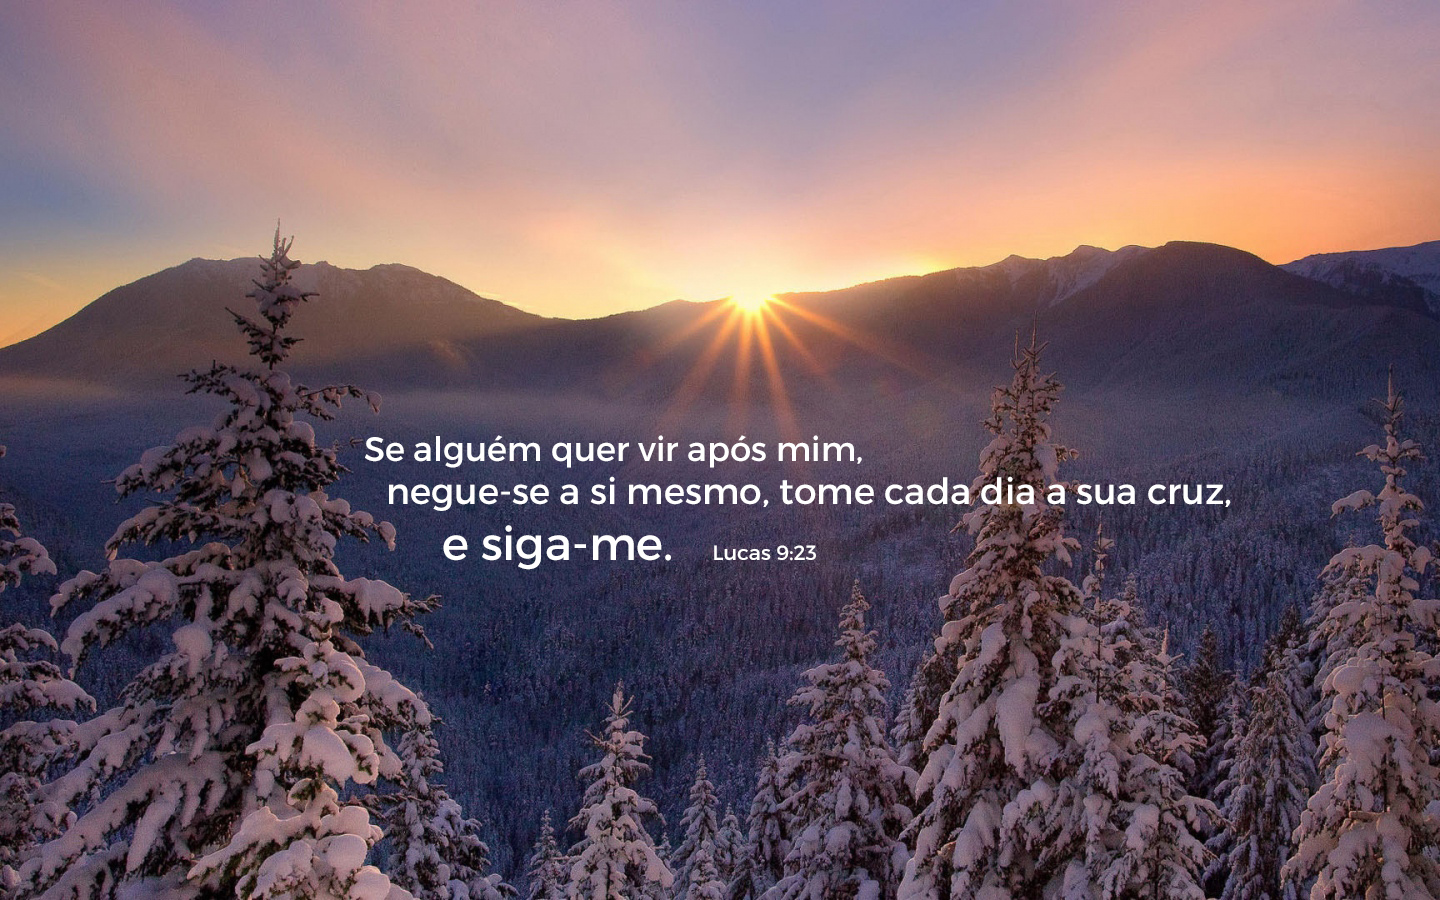 Se alguém quer vir após mim,
negue-se a si mesmo, tome cada dia a sua cruz,
e siga-me. Lucas 9:23